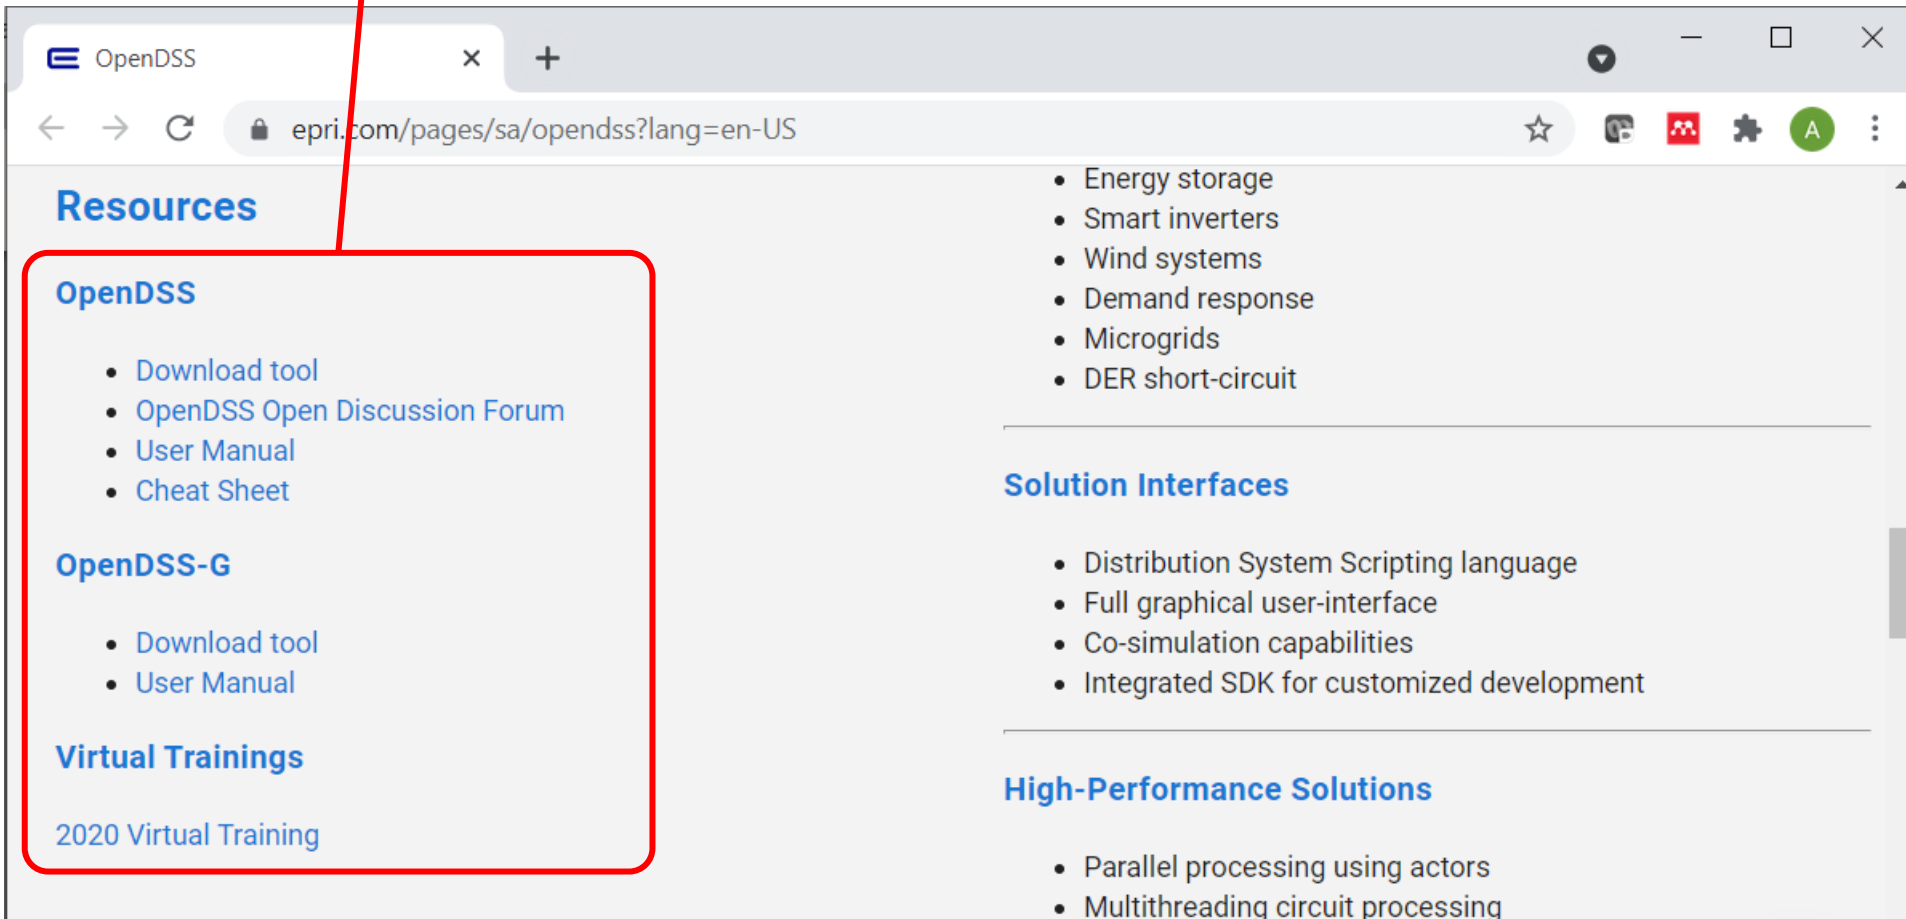 OpenDSS
epri.com/pages/sa/opendss?lang=en-US
A
Resources
OpenDSS
Download tool
OpenDSS Open Discussion Forum
User Manual
Cheat Sheet
OpenDSS-G
Download tool
User Manual
Virtual Trainings
2020 Virtual Training
Energy storage
Smart inverters
Wind systems
Demand response
Microgrids
DER short-circuit
Solution Interfaces
Distribution System Scripting language
Full graphical user-interface
Co-simulation capabilities
Integrated SDK for customized development
High-Performance Solutions
Parallel processing using actors
Multithreading circuit processing